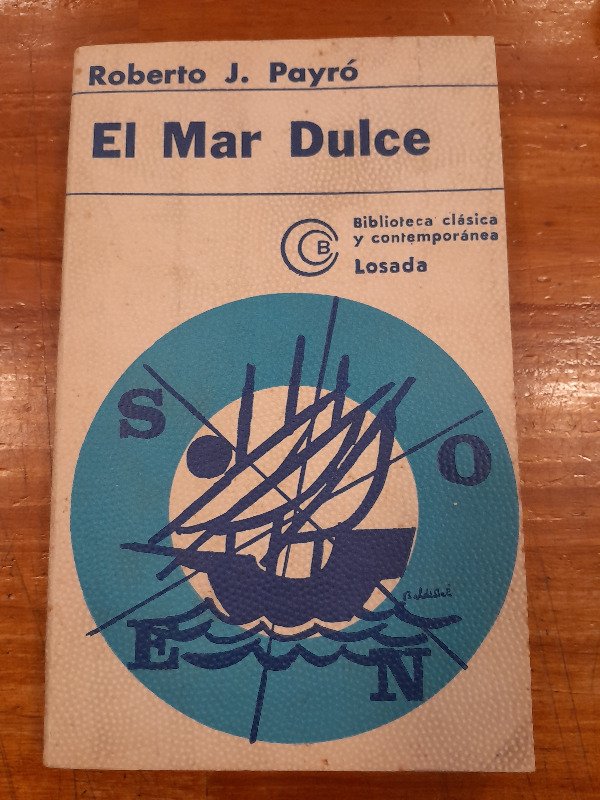 Roberto J. Payró
El Mar Dulce
B
Biblioteca clásica
y contemporánea
Losada
S
O
E
N